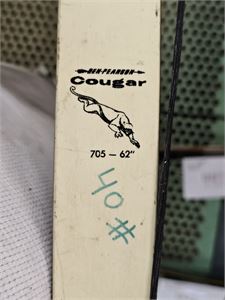 BEN PEARSON
Cougar
705 - 62"
40#